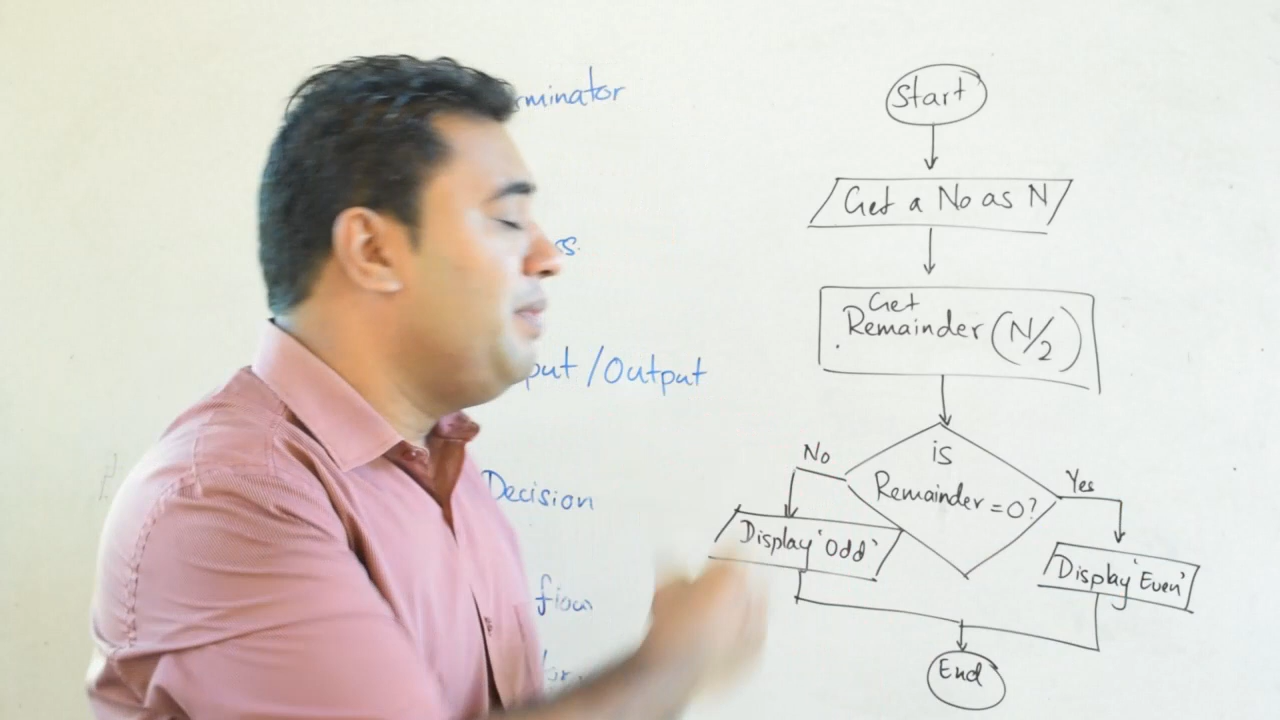 rminator
s.
put /Output
Decision
flow
Start
Get a No as N
Get
Remainder (N/2)
is
Remainder = 0?
No
Yes
Display 'Odd'
Display 'Even'
End